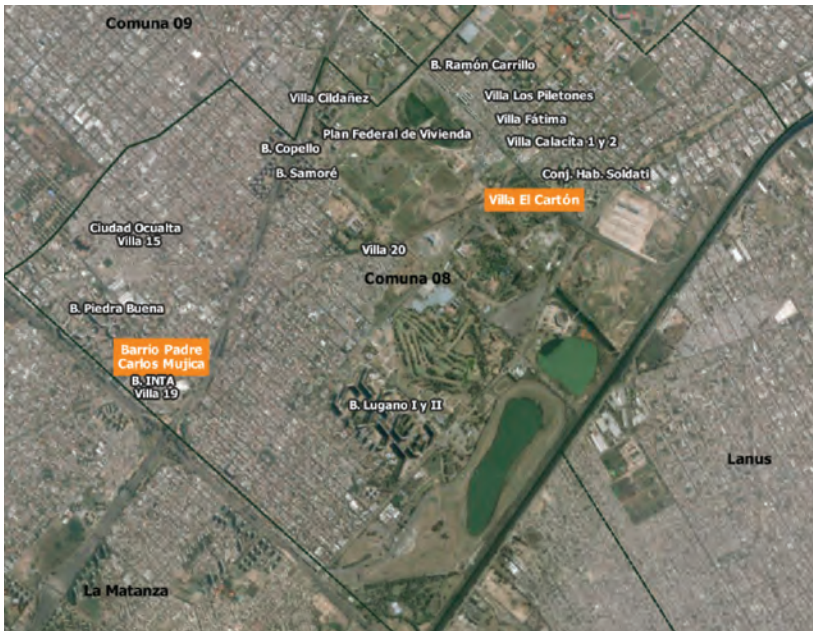 Comuna 09
B. Ramón Carrillo
Villa Cildañez
Villa Los Piletones
Villa Fátima
Plan Federal de Vivienda
Villa Calacita 1 y 2
B. Copello
B. Samoré
Conj. Hab. Soldati
Villa El Cartón
Ciudad Ocualta
Villa 15
Villa 20
Comuna 08
B. Piedra Buena
Barrio Padre
Carlos Mujica
B. INTA
Villa 19
B. Lugano I y II
Lanus
La Matanza